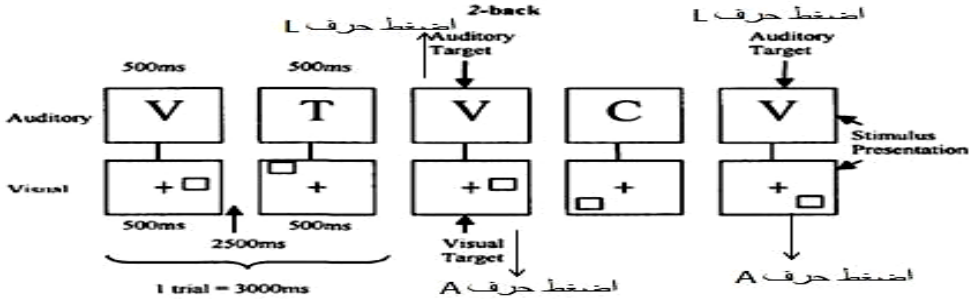 2-back
اضغط حرف L
اضغط حرف L
Auditory Target
Auditory Target
500ms
500ms
Auditory
V
T
V
C
V
Stimulus Presentation
Visual
500ms
500ms
2500ms
Visual Target
1 trial = 3000ms
اضغط حرف A
اضغط حرف A